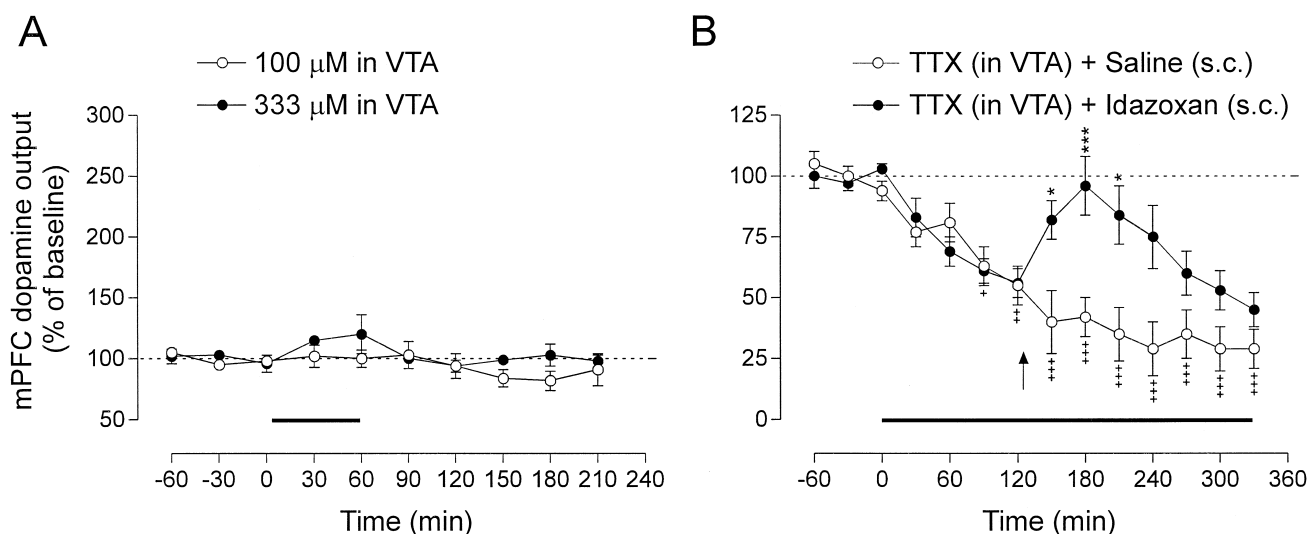 A
100 μM in VTA
333 μM in VTA
mPFC dopamine output
(% of baseline)
300
250
200
150
100
50
-60 -30 0 30 60 90 120 150 180 210 240
Time (min)
B
TTX (in VTA) + Saline (s.c.)
TTX (in VTA) + Idazoxan (s.c.)
125
100
75
50
25
0
***
*
*
+
++
+++ +++ +++ +++ +++ +++ +++
-60 0 60 120 180 240 300 360
Time (min)